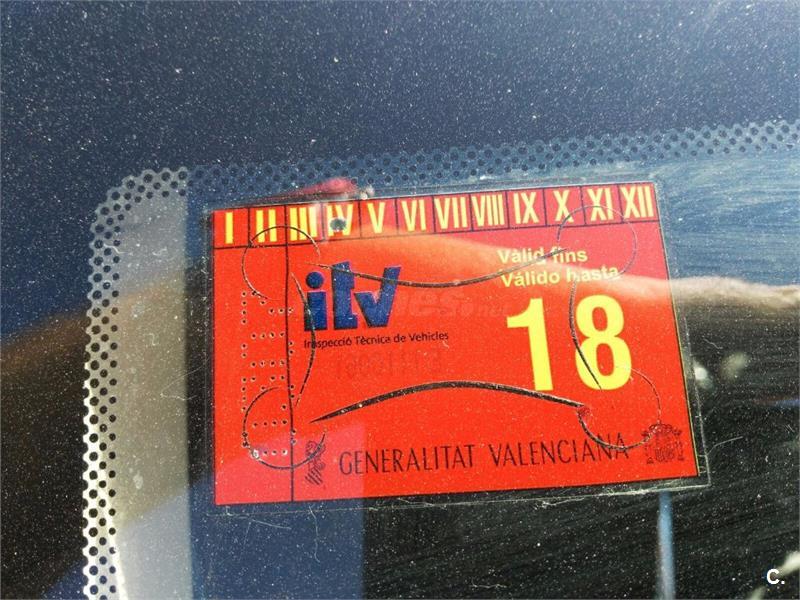 I II III IV V VI VII VIII IX X XI XII
Vàlid fins
Válido hasta
itv
Inspecció Tècnica de Vehicles
18
GENERALITAT VALENCIANA
C.